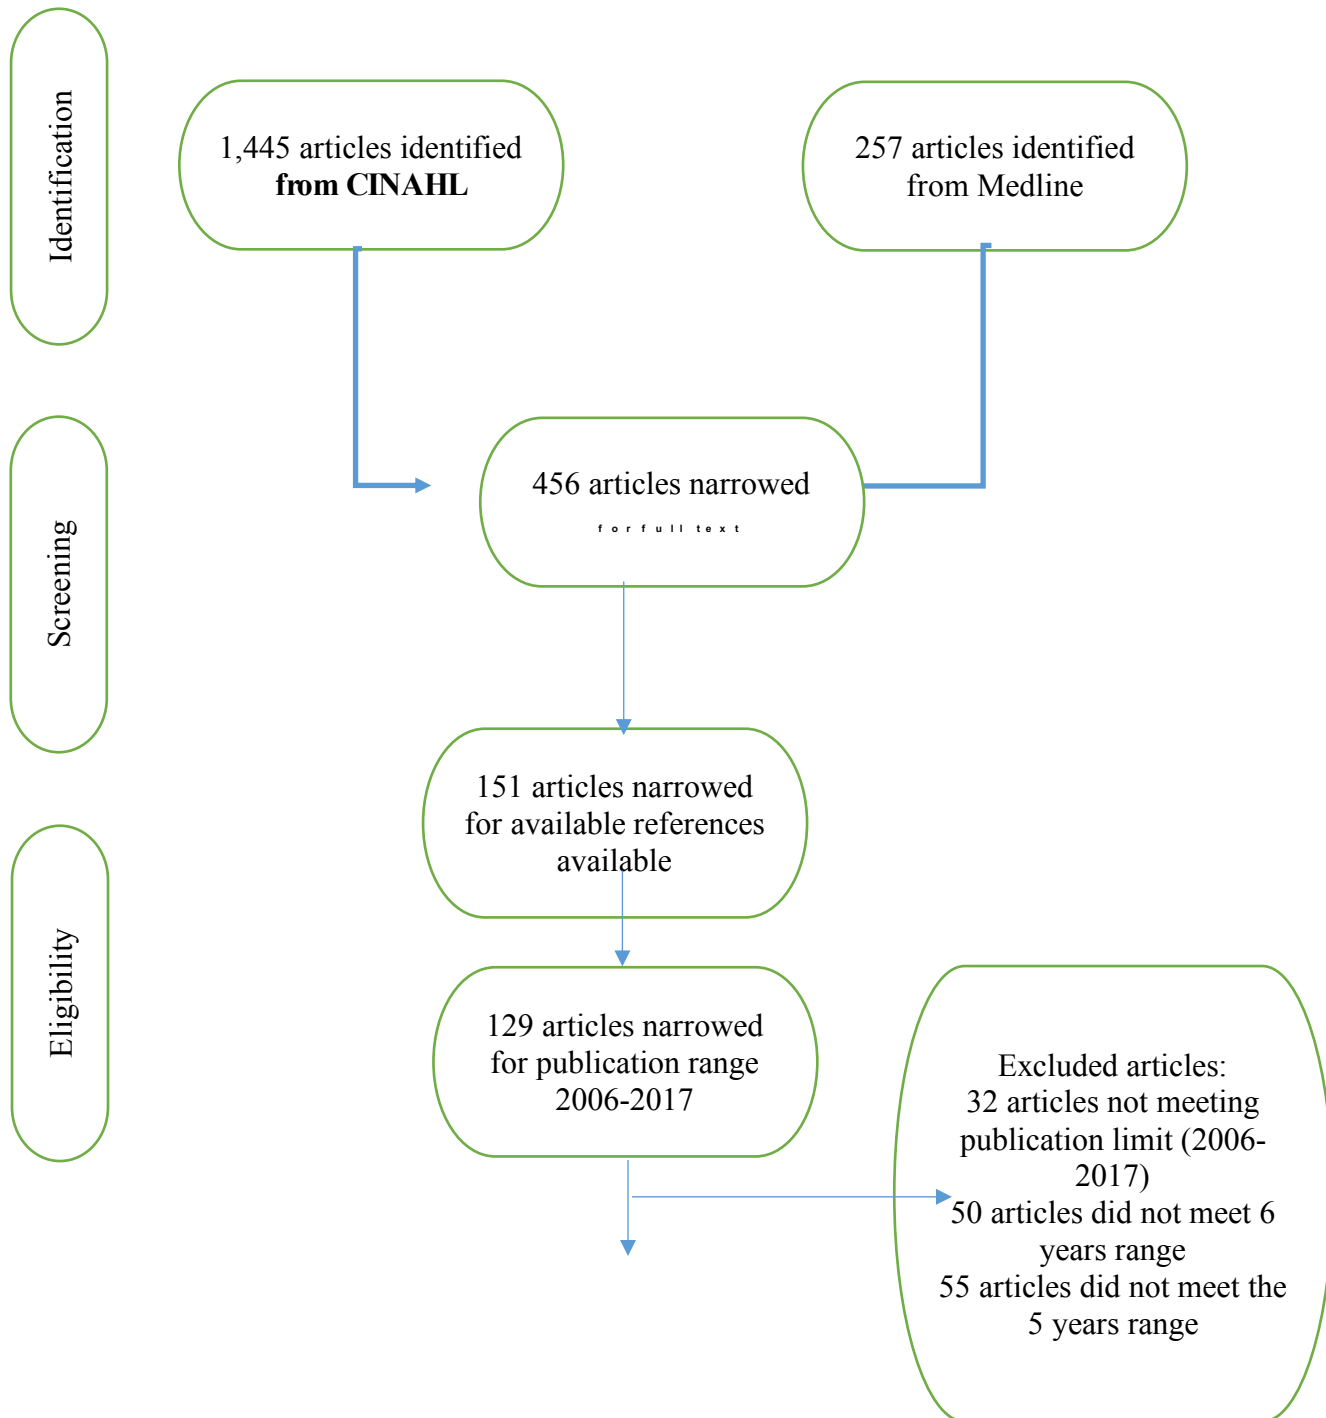 Identification
1,445 articles identified
from CINAHL
257 articles identified
from Medline
Screening
456 articles narrowed
for full text
151 articles narrowed
for available references
available
Eligibility
129 articles narrowed
for publication range
2006-2017
Excluded articles:
32 articles not meeting
publication limit (2006-
2017)
50 articles did not meet 6
years range
55 articles did not meet the
5 years range